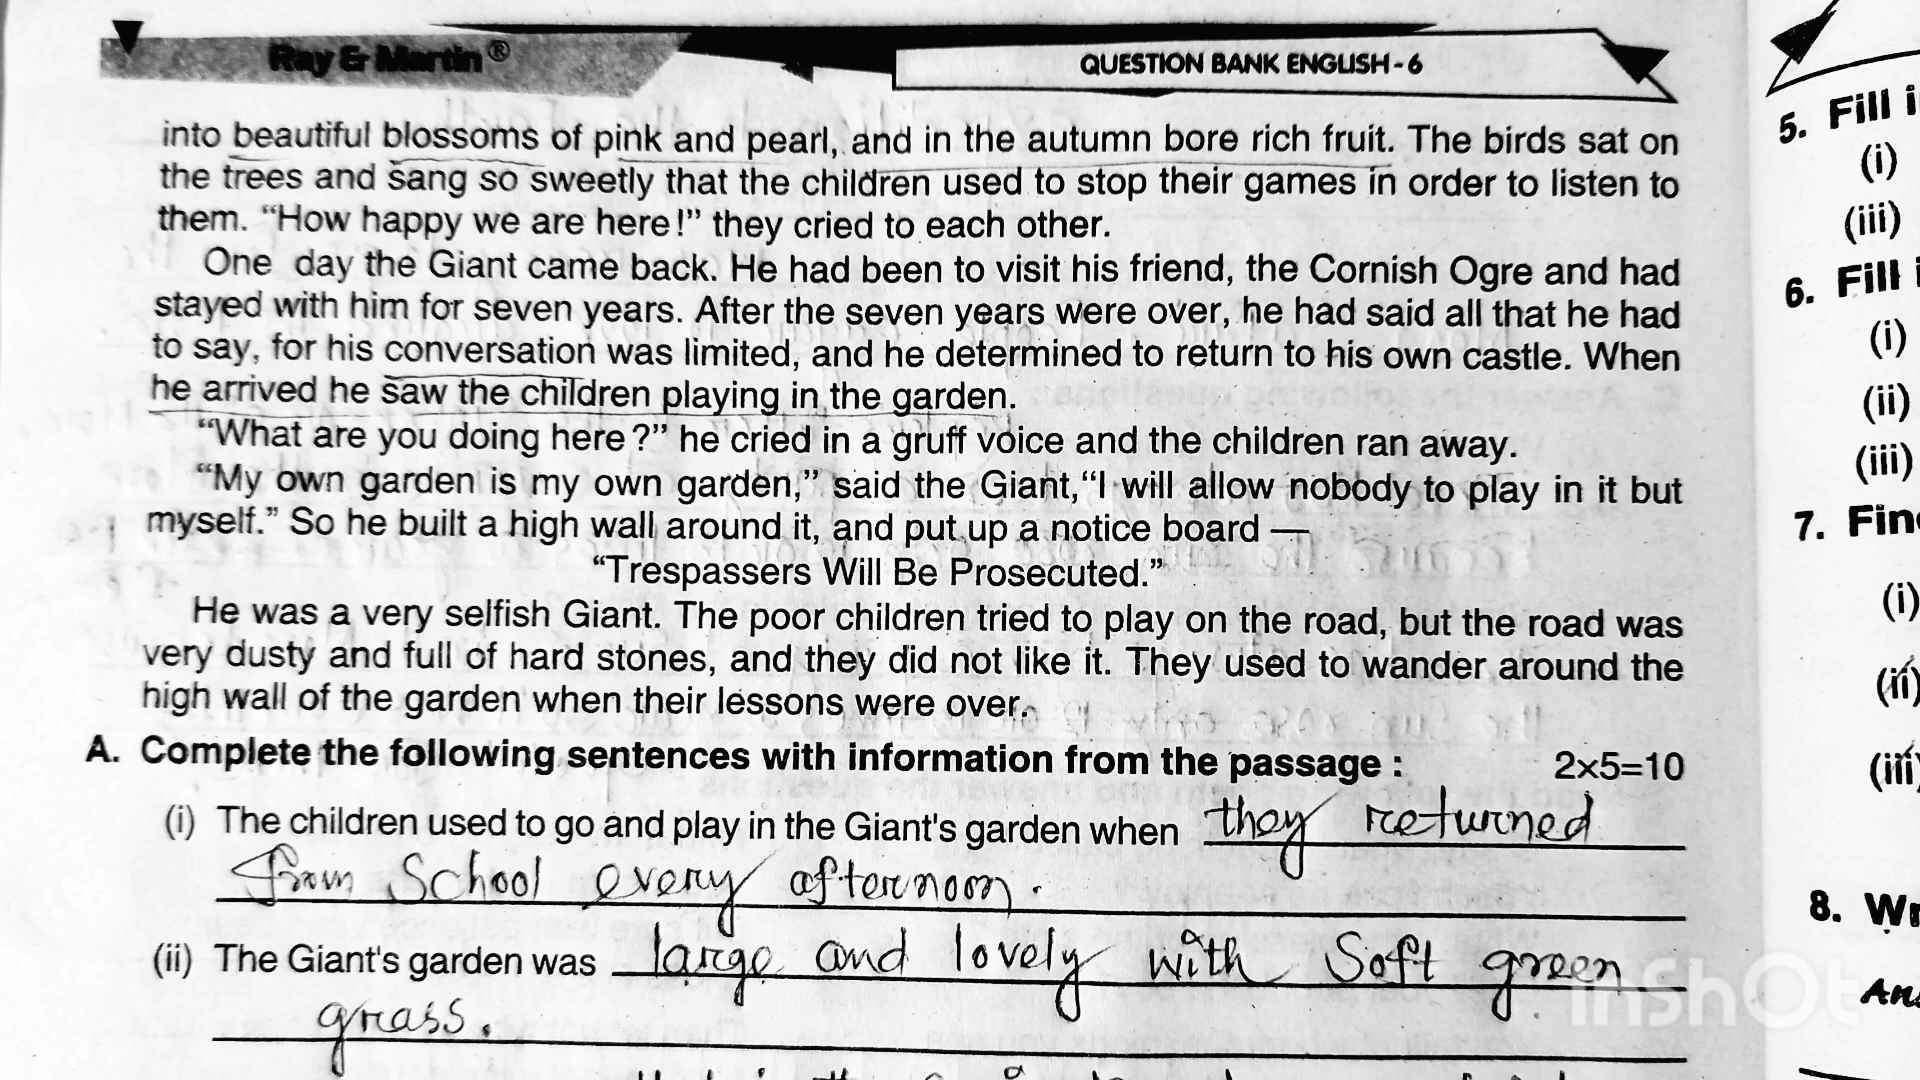 Ray & Martin®
QUESTION BANK ENGLISH-6
into beautiful blossoms of pink and pearl, and in the autumn bore rich fruit. The birds sat on
the trees and sang so sweetly that the children used to stop their games in order to listen to
them. “How happy we are here!” they cried to each other.
One day the Giant came back. He had been to visit his friend, the Cornish Ogre and had
stayed with him for seven years. After the seven years were over, he had said all that he had
to say, for his conversation was limited, and he determined to return to his own castle. When
he arrived he saw the children playing in the garden.
“What are you doing here?” he cried in a gruff voice and the children ran away.
“My own garden is my own garden,” said the Giant,“I will allow nobody to play in it but
myself.” So he built a high wall around it, and put up a notice board —
“Trespassers Will Be Prosecuted.”
He was a very selfish Giant. The poor children tried to play on the road, but the road was
very dusty and full of hard stones, and they did not like it. They used to wander around the
high wall of the garden when their lessons were over.
A. Complete the following sentences with information from the passage : 2x5=10
(i) The children used to go and play in the Giant's garden when they returned
from School every afternoon.
(ii) The Giant's garden was large and lovely with Soft green
grass.
5. Fill i
(i)
(iii)
6. Fill i
(i)
(ii)
(iii)
7. Fin
(i)
(ii)
(iii)
8. Wr
An
InShOt